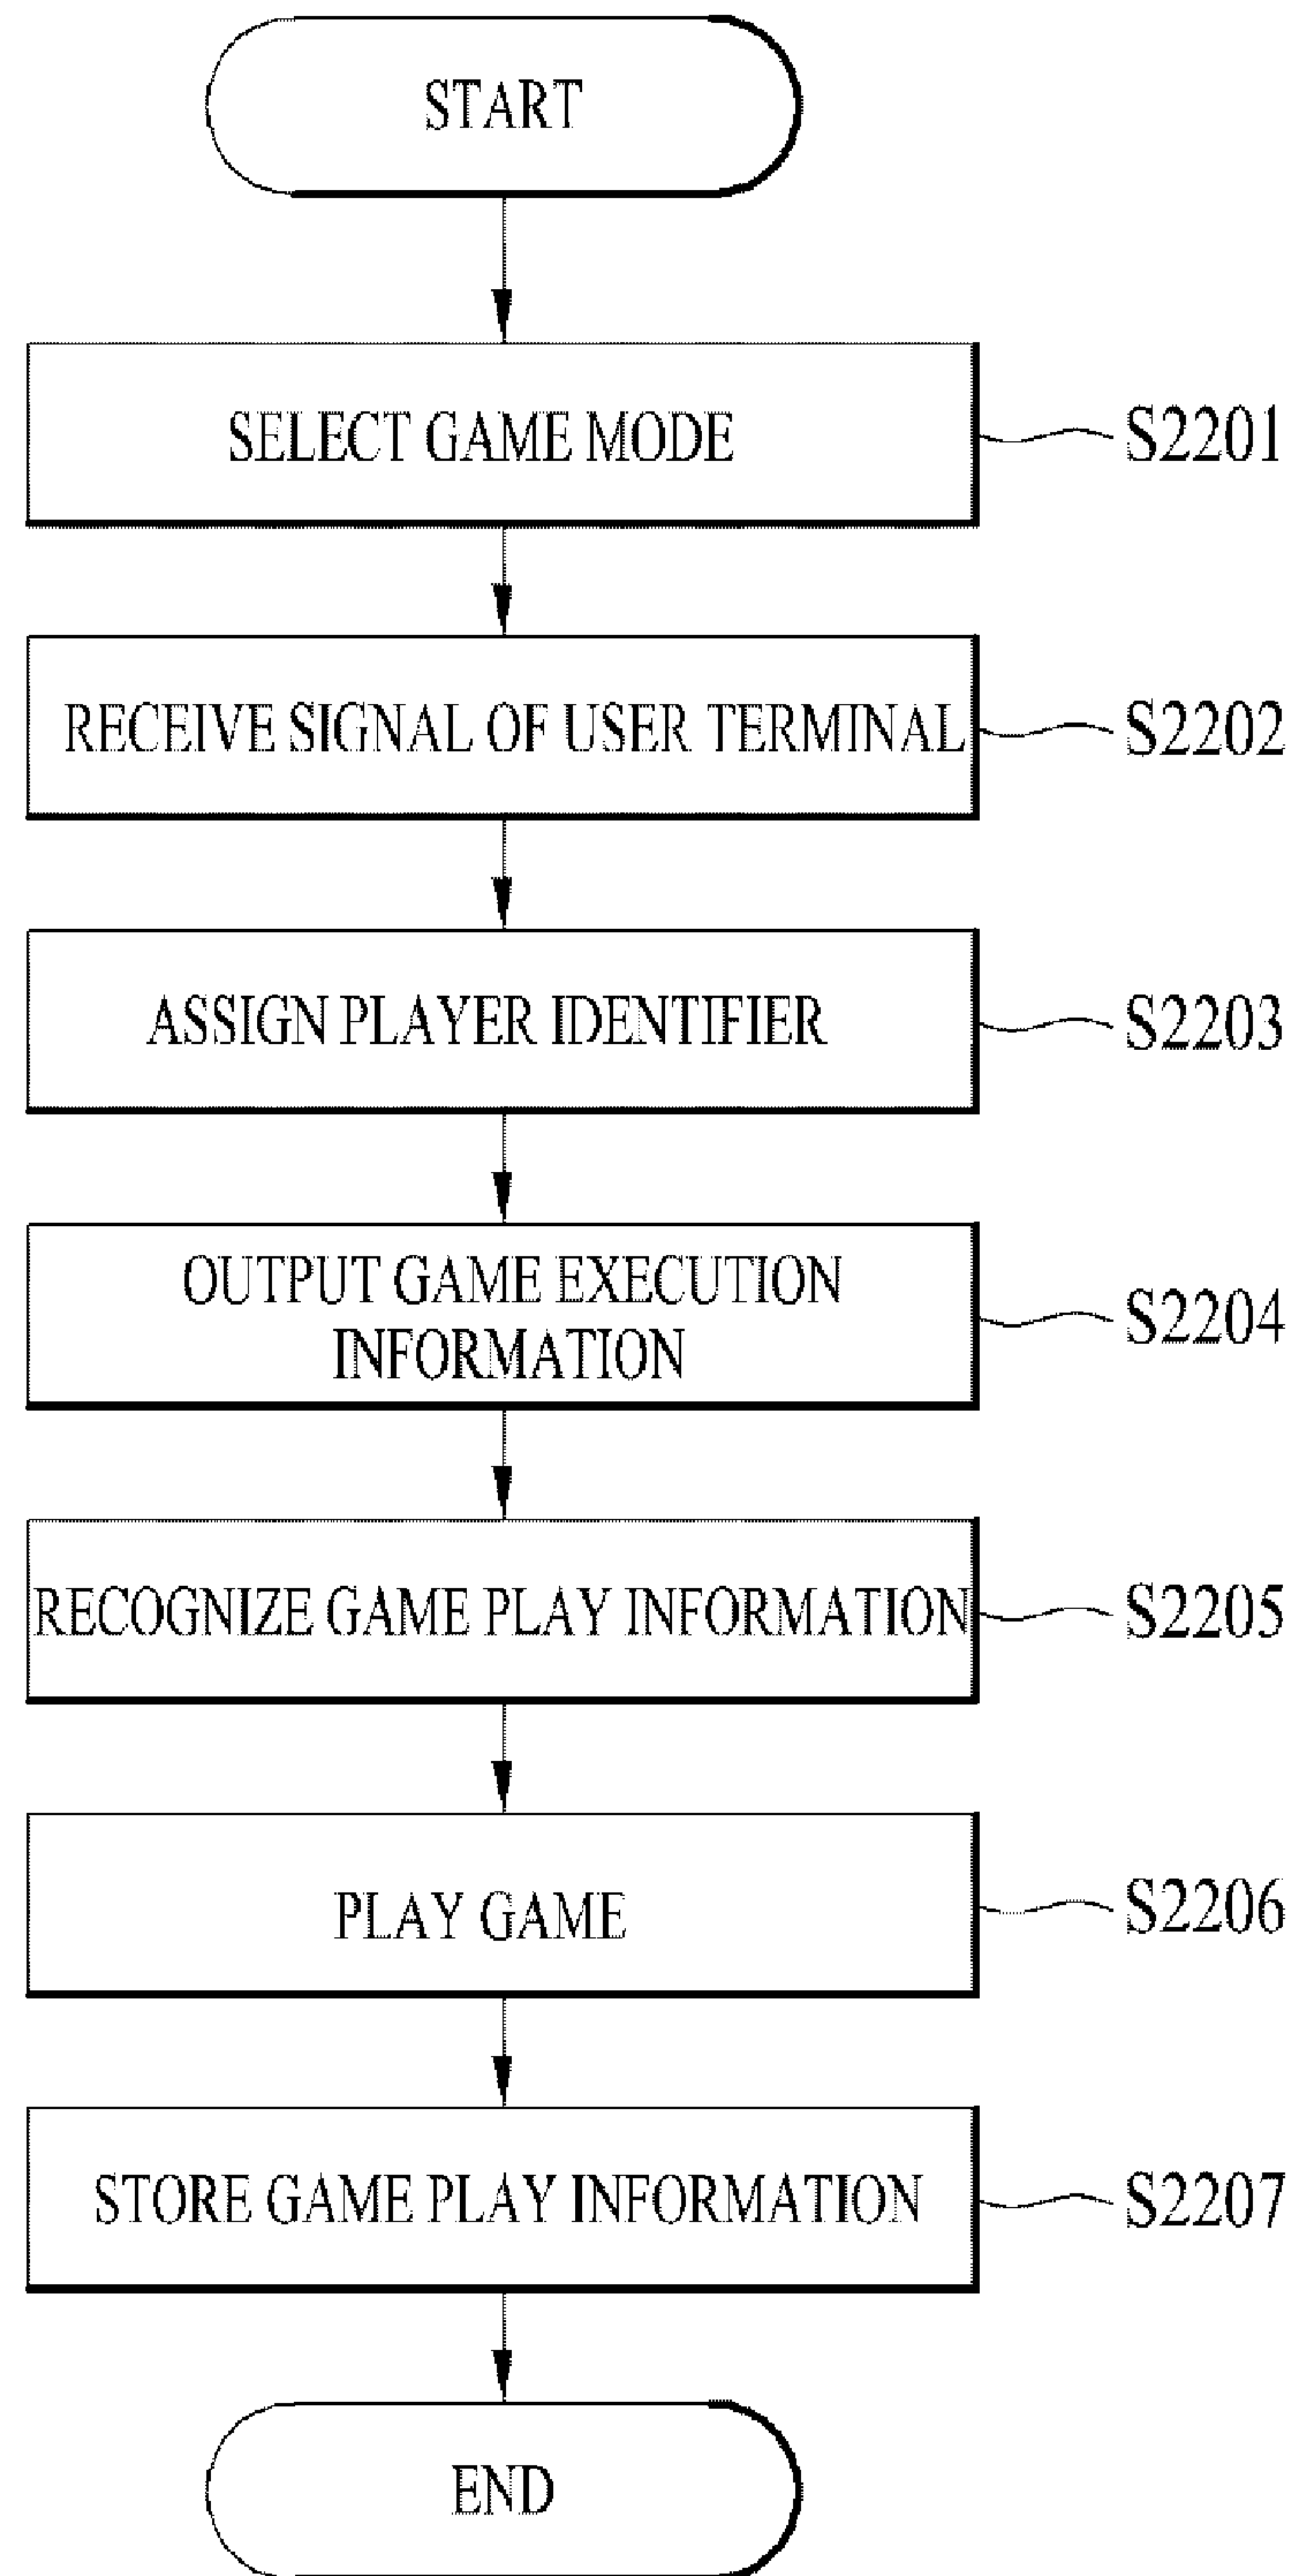 START
SELECT GAME MODE
S2201
RECEIVE SIGNAL OF USER TERMINAL
S2202
ASSIGN PLAYER IDENTIFIER
S2203
OUTPUT GAME EXECUTION
INFORMATION
S2204
RECOGNIZE GAME PLAY INFORMATION
S2205
PLAY GAME
S2206
STORE GAME PLAY INFORMATION
S2207
END